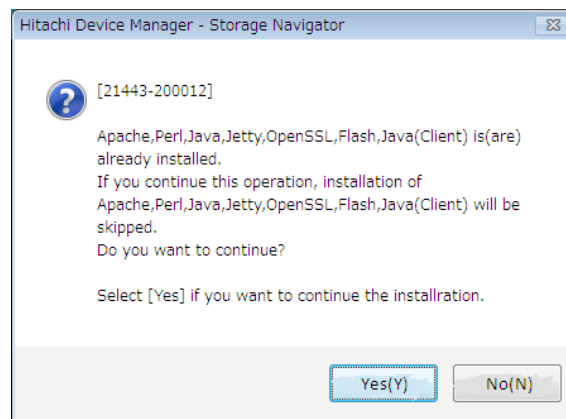 Hitachi Device Manager - Storage Navigator
[21443-200012]
Apache,Perl,Java,Jetty,OpenSSL,Flash,Java(Client) is(are)
already installed.
If you continue this operation, installation of
Apache,Perl,Java,Jetty,OpenSSL,Flash,Java(Client) will be
skipped.
Do you want to continue?
Select [Yes] if you want to continue the installration.
Yes(Y)
No(N)